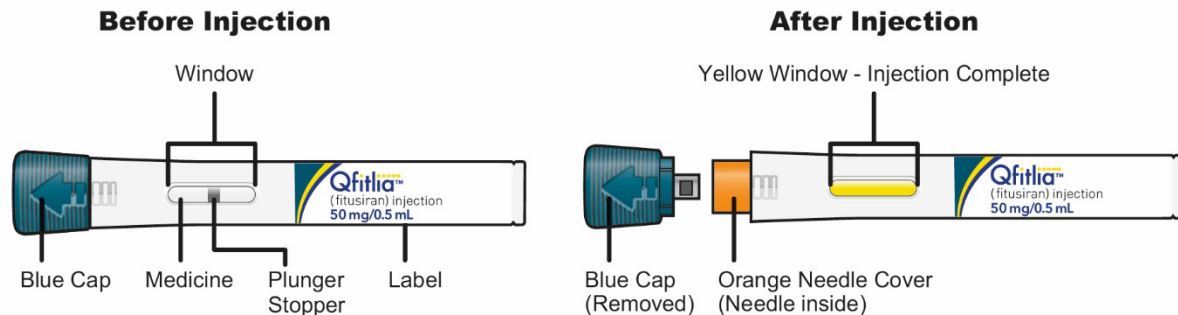 Before Injection
Window
Qfitlia™
(fitusiran) injection
50 mg/0.5 mL
Blue Cap
Medicine
Plunger
Stopper
Label
After Injection
Yellow Window - Injection Complete
Qfitlia™
(fitusiran) injection
50 mg/0.5 mL
Blue Cap
(Removed)
Orange Needle Cover
(Needle inside)